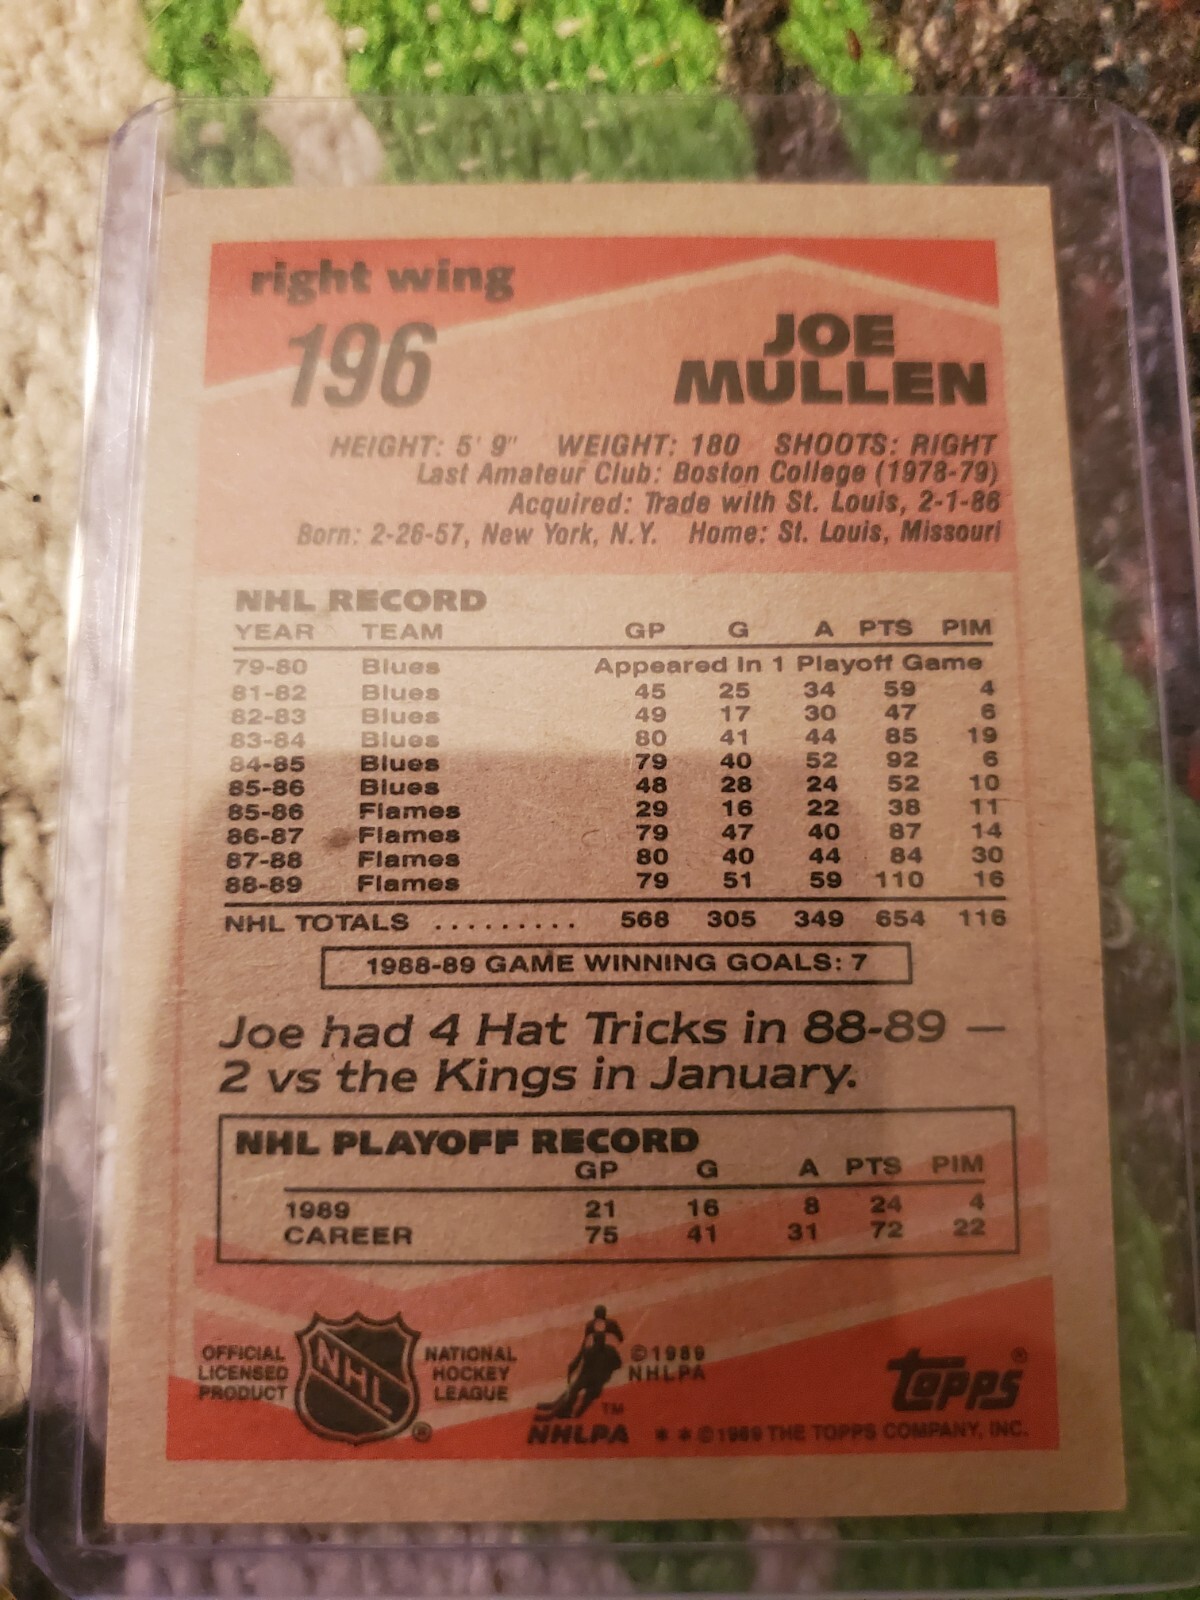 right wing
196
JOE
MULLEN
HEIGHT: 5' 9" WEIGHT: 180 SHOOTS: RIGHT
Last Amateur Club: Boston College (1978-79)
Acquired: Trade with St. Louis, 2-1-86
Born: 2-26-57, New York, N.Y. Home: St. Louis, Missouri
NHL RECORD
YEAR TEAM GP G A PTS PIM
79-80 Blues Appeared In 1 Playoff Game
81-82 Blues 45 25 34 59 4
82-83 Blues 49 17 30 47 6
83-84 Blues 80 41 44 85 19
84-85 Blues 79 40 52 92 6
85-86 Blues 48 28 24 52 10
85-86 Flames 29 16 22 38 11
86-87 Flames 79 47 40 87 14
87-88 Flames 80 40 44 84 30
88-89 Flames 79 51 59 110 16
NHL TOTALS ......... 568 305 349 654 116
1988-89 GAME WINNING GOALS: 7
Joe had 4 Hat Tricks in 88-89 —
2 vs the Kings in January.
NHL PLAYOFF RECORD
GP G A PTS PIM
1989 21 16 8 24 4
CAREER 75 41 31 72 22
OFFICIAL
LICENSED
PRODUCT
NHL
®
NATIONAL
HOCKEY
LEAGUE
TM
NHLPA
©1989
NHLPA
Topps®
* * ©1989 THE TOPPS COMPANY, INC.